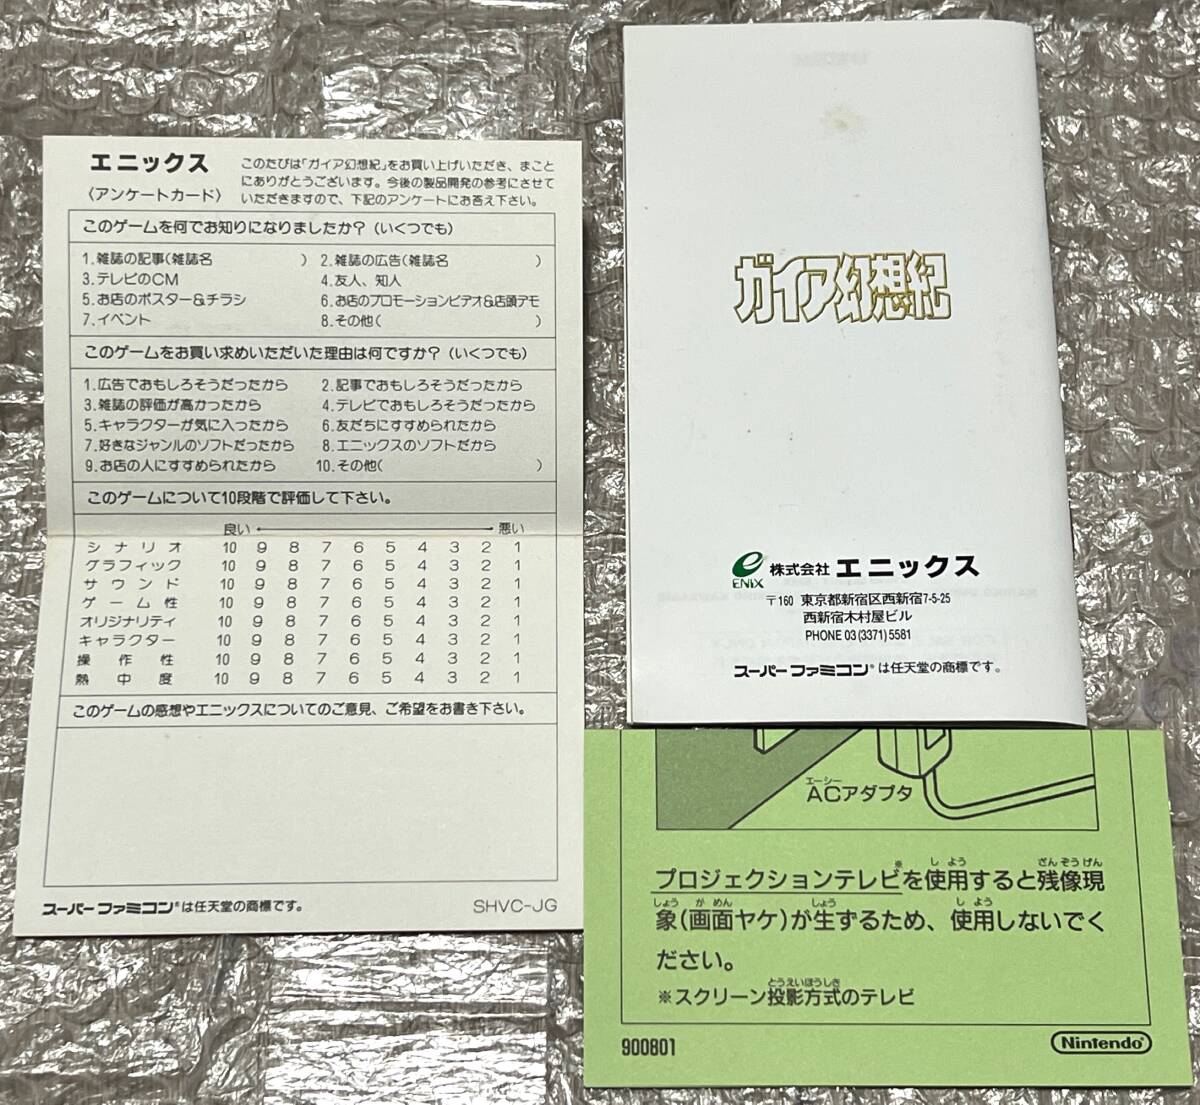 エニックス
〈アンケートカード〉
このたびは「ガイア幻想紀」をお買い上げいただき、まこと
にありがとうございます。今後の製品開発の参考にさせて
いただきますので、下記のアンケートにお答え下さい。
このゲームを何でお知りになりましたか?(いくつでも)
1.雑誌の記事(雑誌名 ) 2.雑誌の広告(雑誌名 )
3.テレビのCM 4.友人、知人
5.お店のポスター&チラシ 6.お店のプロモーションビデオ&店頭デモ
7.イベント 8.その他( )
このゲームをお買い求めいただいた理由は何ですか?(いくつでも)
1.広告でおもしろそうだったから 2.記事でおもしろそうだったから
3.雑誌の評価が高かったから 4.テレビでおもしろそうだったから
5.キャラクターが気に入ったから 6.友だちにすすめられたから
7.好きなジャンルのソフトだったから 8.エニックスのソフトだから
9.お店の人にすすめられたから 10.その他( )
このゲームについて10段階で評価して下さい。
良い 悪い
シナリオ 10 9 8 7 6 5 4 3 2 1
グラフィック 10 9 8 7 6 5 4 3 2 1
サウンド 10 9 8 7 6 5 4 3 2 1
ゲーム性 10 9 8 7 6 5 4 3 2 1
オリジナリティ 10 9 8 7 6 5 4 3 2 1
キャラクター 10 9 8 7 6 5 4 3 2 1
操作性 10 9 8 7 6 5 4 3 2 1
熱中度 10 9 8 7 6 5 4 3 2 1
このゲームの感想やエニックスについてのご意見、ご希望をお書き下さい。
スーパーファミコン®は任天堂の商標です。 SHVC-JG
ガイア幻想紀
ENIX 株式会社 エニックス
〒160 東京都新宿区西新宿7-5-25
西新宿木村屋ビル
PHONE 03(3371)5581
スーパーファミコン®は任天堂の商標です。
エーシー
ACアダプタ
※ しよう ざんぞうげん
プロジェクションテレビを使用すると残像現
しょう がめん しょう しよう
象(画面ヤケ)が生ずるため、使用しないでく
ださい。
とうえいほうしき
※スクリーン投影方式のテレビ
900801 Nintendo